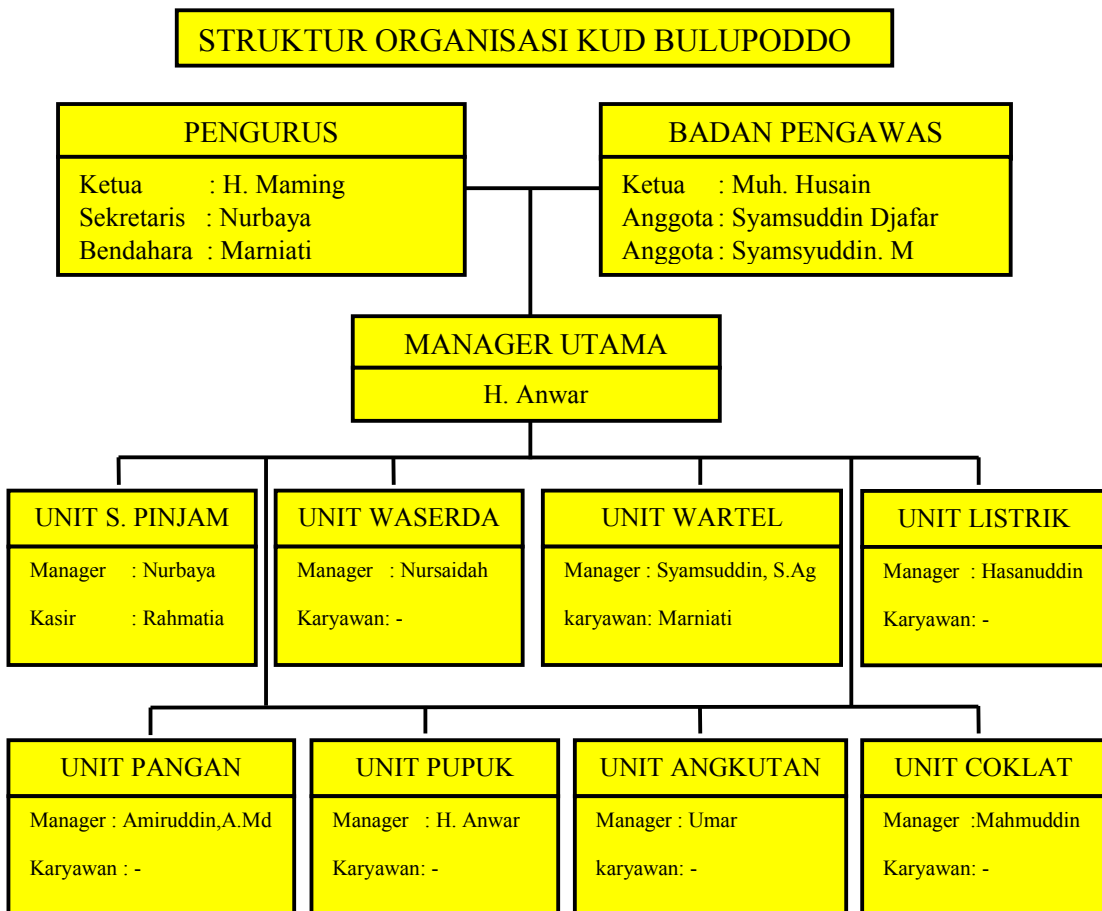 STRUKTUR ORGANISASI KUD BULUPODDO
PENGURUS
Ketua : H. Maming
Sekretaris : Nurbaya
Bendahara : Marniati
BADAN PENGAWAS
Ketua : Muh. Husain
Anggota : Syamsuddin Djafar
Anggota : Syamsyuddin. M
MANAGER UTAMA
H. Anwar
UNIT S. PINJAM
Manager : Nurbaya
Kasir : Rahmatia
UNIT WASERDA
Manager : Nursaidah
Karyawan: -
UNIT WARTEL
Manager : Syamsuddin, S.Ag
karyawan: Marniati
UNIT LISTRIK
Manager : Hasanuddin
Karyawan: -
UNIT PANGAN
Manager : Amiruddin,A.Md
Karyawan : -
UNIT PUPUK
Manager : H. Anwar
Karyawan: -
UNIT ANGKUTAN
Manager : Umar
karyawan: -
UNIT COKLAT
Manager :Mahmuddin
Karyawan: -